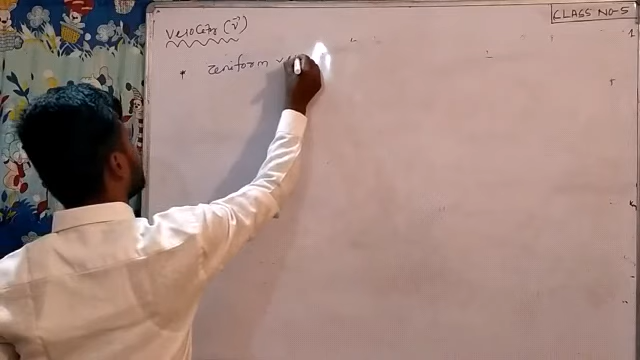 CLASS NO-5
Velocity (v⃗)
* Uniform v